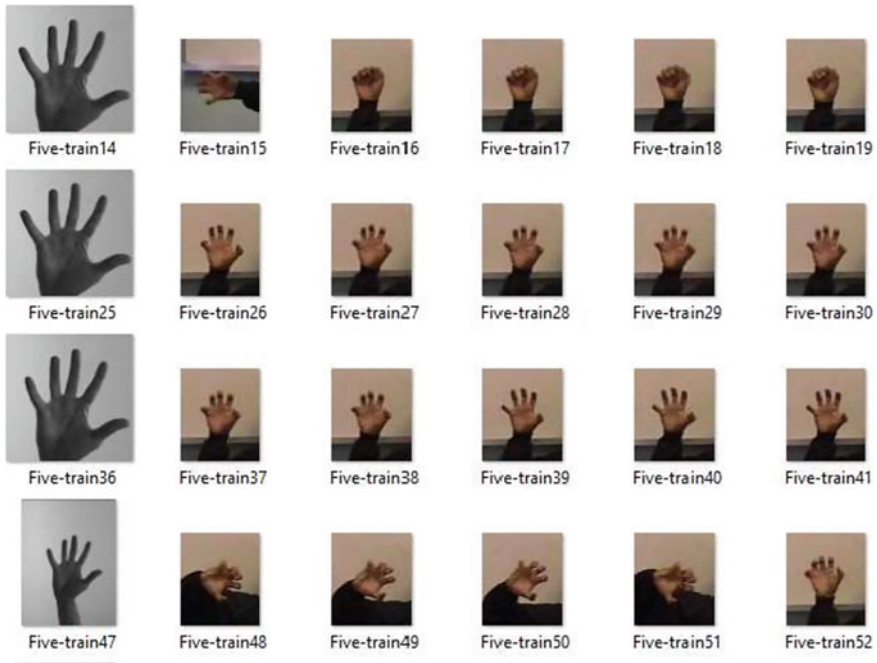 Five-train14 Five-train15 Five-train16 Five-train17 Five-train18 Five-train19
Five-train25 Five-train26 Five-train27 Five-train28 Five-train29 Five-train30
Five-train36 Five-train37 Five-train38 Five-train39 Five-train40 Five-train41
Five-train47 Five-train48 Five-train49 Five-train50 Five-train51 Five-train52